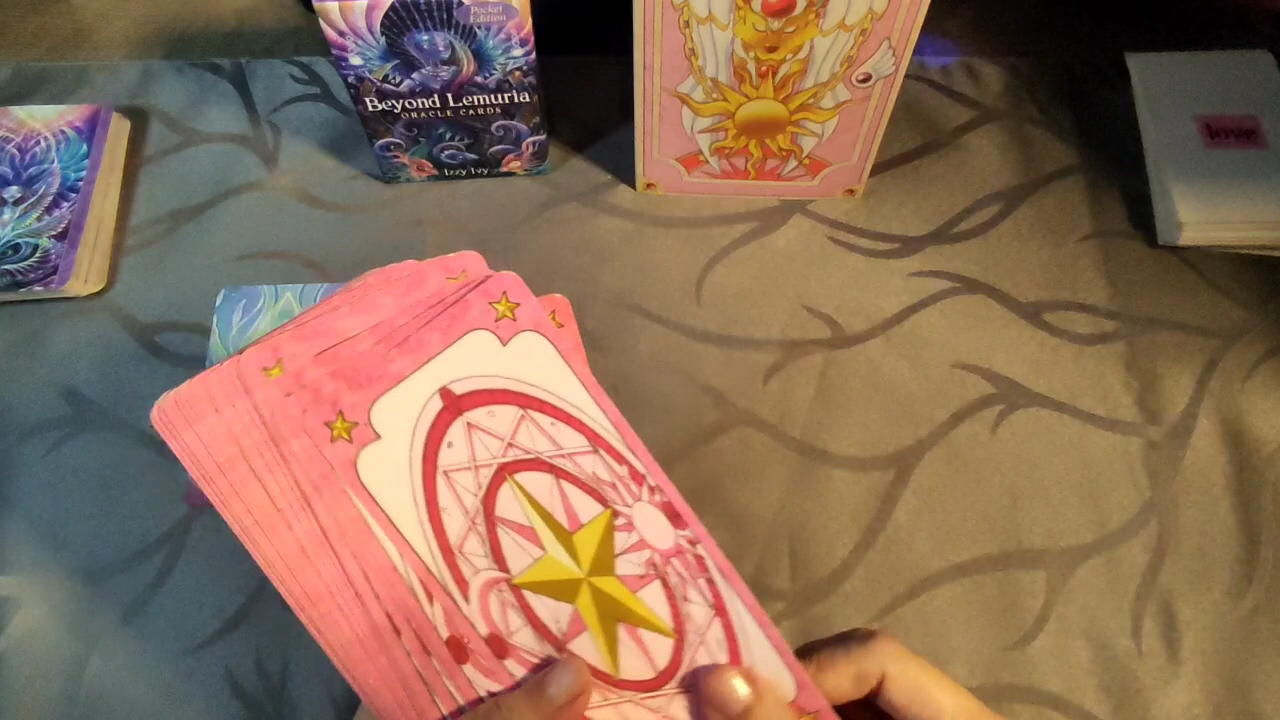 Pocket
Edition
Beyond Lemuria
ORACLE CARDS
Izzy Ivy
love